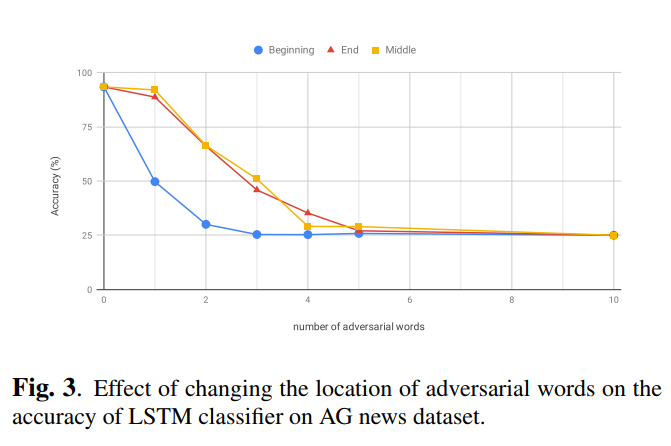 Beginning End Middle
100
75
50
25
0
Accuracy (%)
0 2 4 6 8 10
number of adversarial words
Fig. 3. Effect of changing the location of adversarial words on the
accuracy of LSTM classifier on AG news dataset.